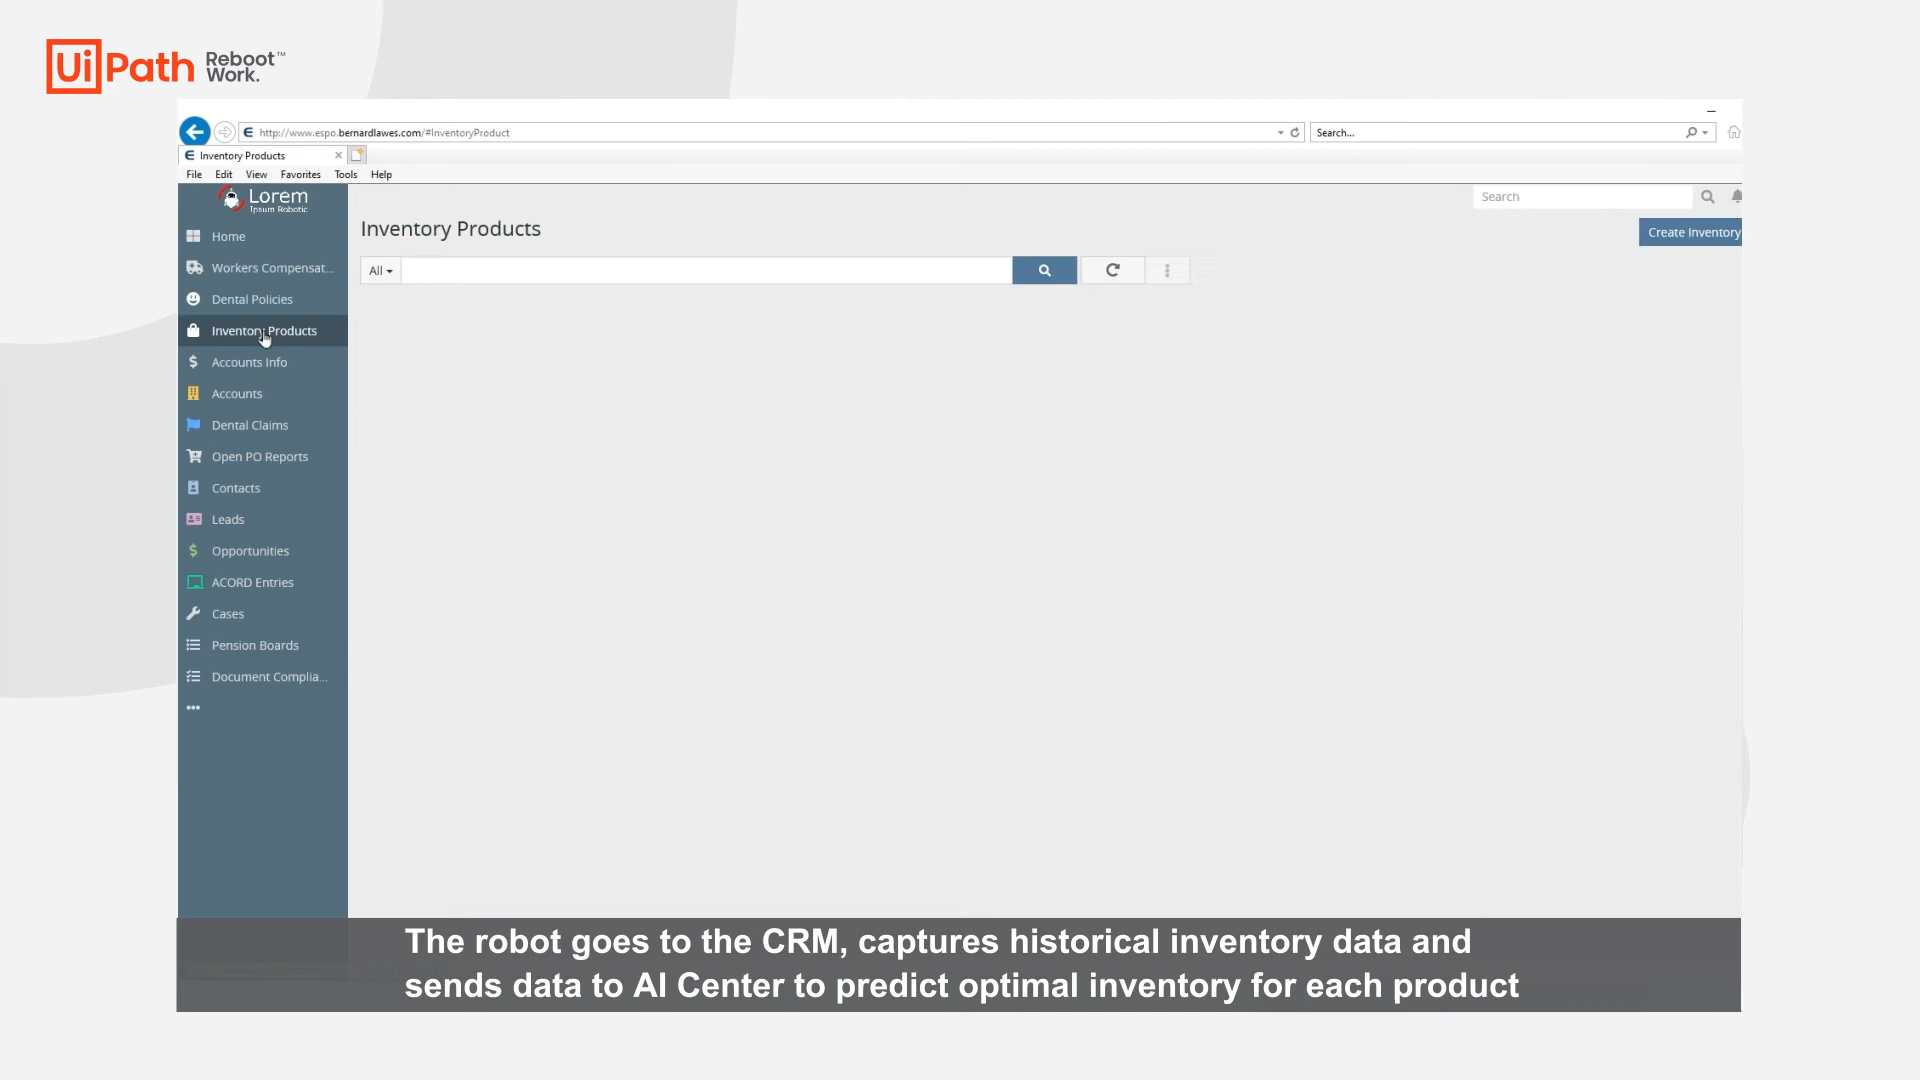 UiPath Reboot™
Work.
http://www.espo.bernardlawes.com/#InventoryProduct
Search...
Inventory Products
File Edit View Favorites Tools Help
Lorem
Ipsum Robotic
Search
Inventory Products
Create Inventory
All
Home
Workers Compensat...
Dental Policies
Inventory Products
Accounts Info
Accounts
Dental Claims
Open PO Reports
Contacts
Leads
Opportunities
ACORD Entries
Cases
Pension Boards
Document Complia...
The robot goes to the CRM, captures historical inventory data and
sends data to AI Center to predict optimal inventory for each product